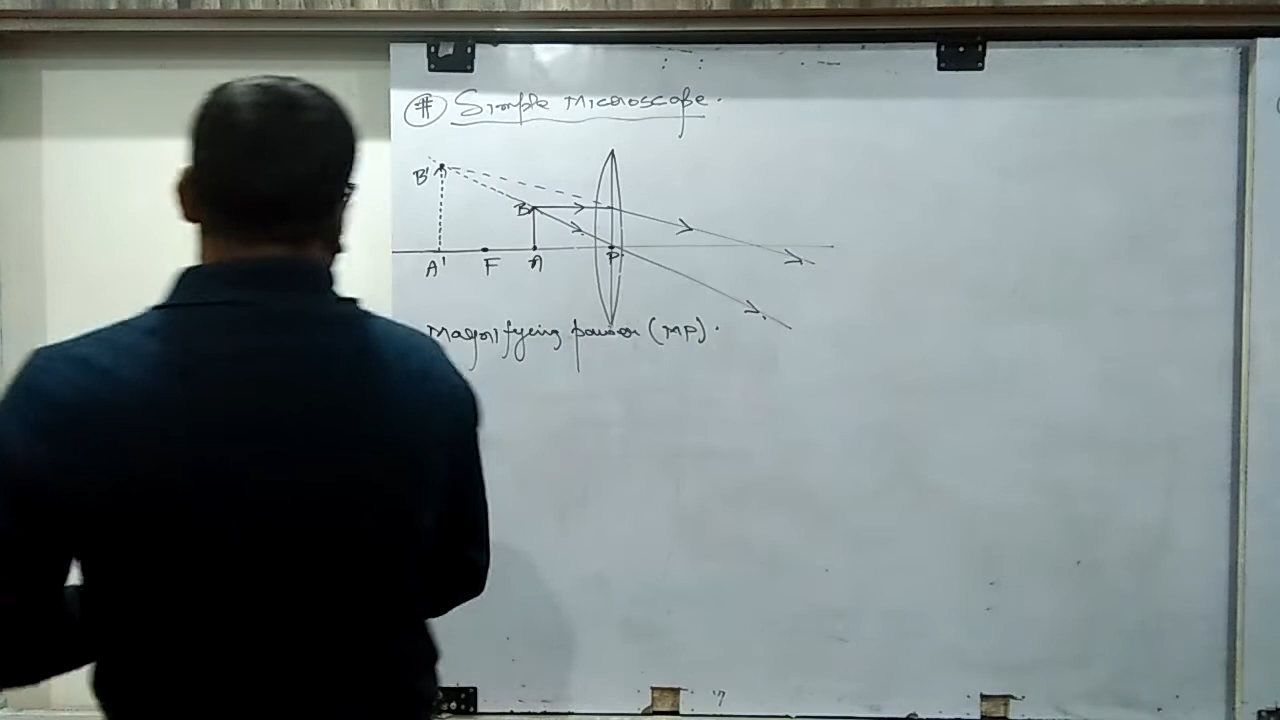 # Simple Microscope.
B'
B
A' F A P
Magnifying power (MP).